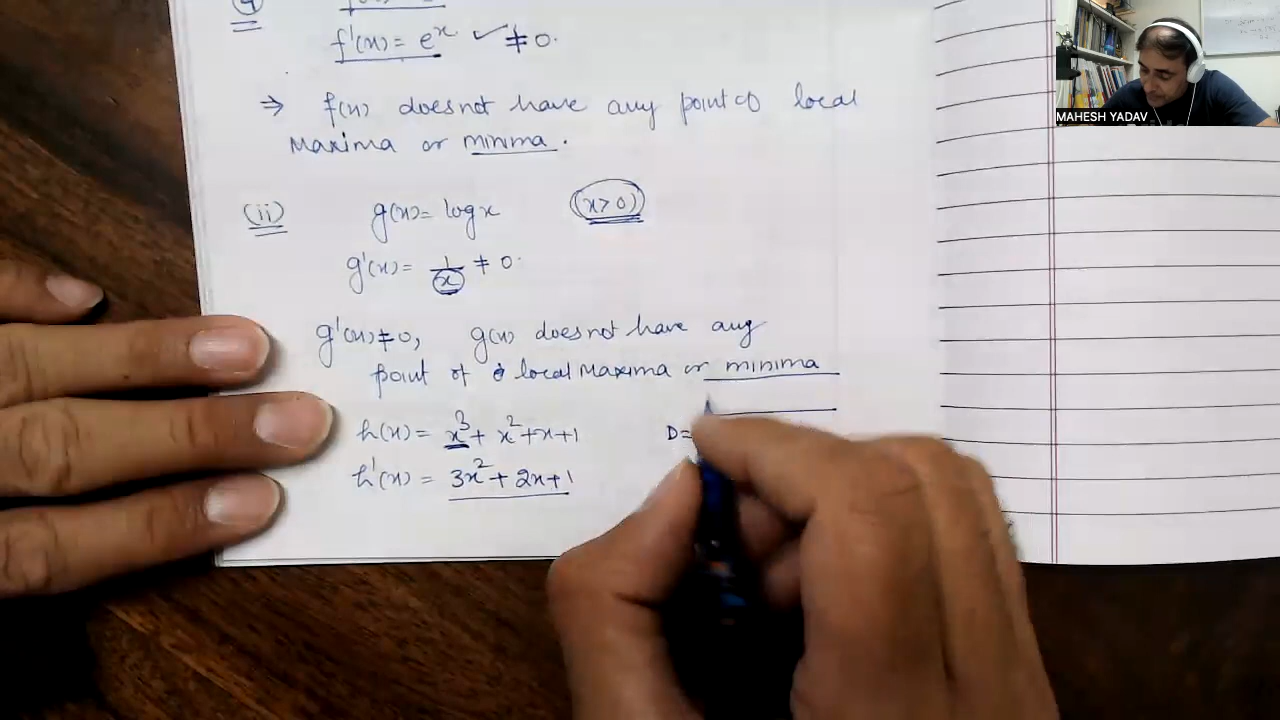 f'(x) = e^x ✓ ≠ 0.
⇒ f(x) does not have any point of local
Maxima or minima.
(ii) g(x) = log x (x > 0)
g'(x) = 1/x ≠ 0.
g'(x) ≠ 0, g(x) does not have any
point of local Maxima or minima
h(x) = x^3 + x^2 + x + 1 D =
h'(x) = 3x^2 + 2x + 1
MAHESH YADAV